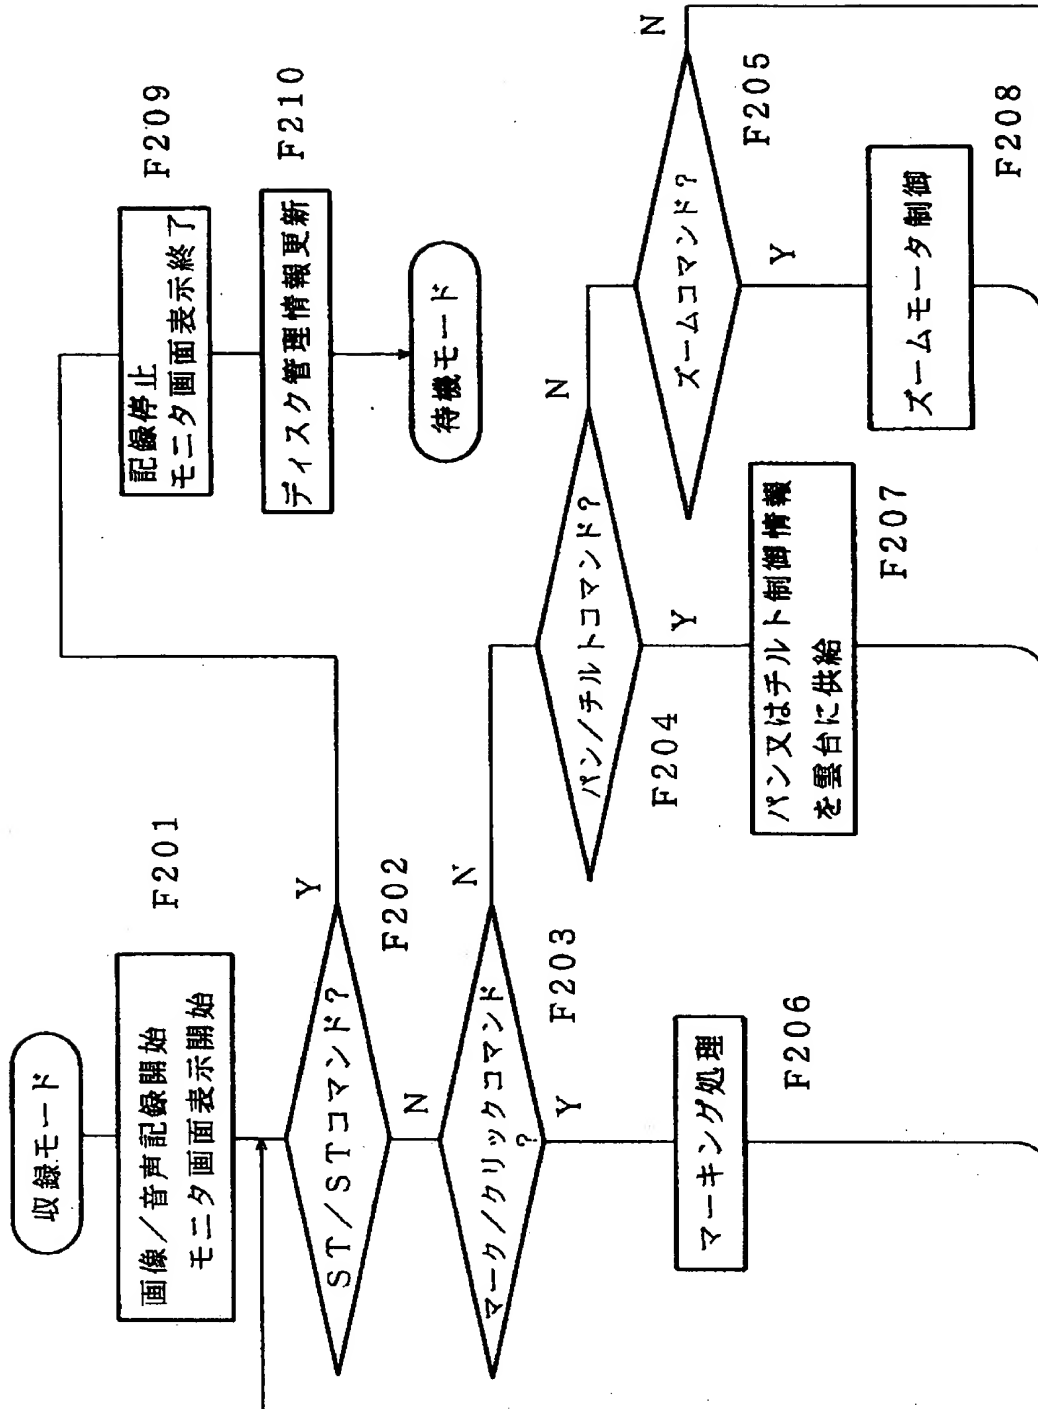 収録モード
画像/音声記録開始
モニタ画面表示開始
F201
ST/STコマンド?
Y
F202
N
記録停止
モニタ画面表示終了
F209
ディスク管理情報更新
F210
待機モード
マーク/クリックコマンド
?
N
F203
Y
パン/チルトコマンド?
N
F204
Y
ズームコマンド?
N
F205
Y
マーキング処理
F206
パン又はチルト制御情報
を雲台に供給
F207
ズームモータ制御
F208